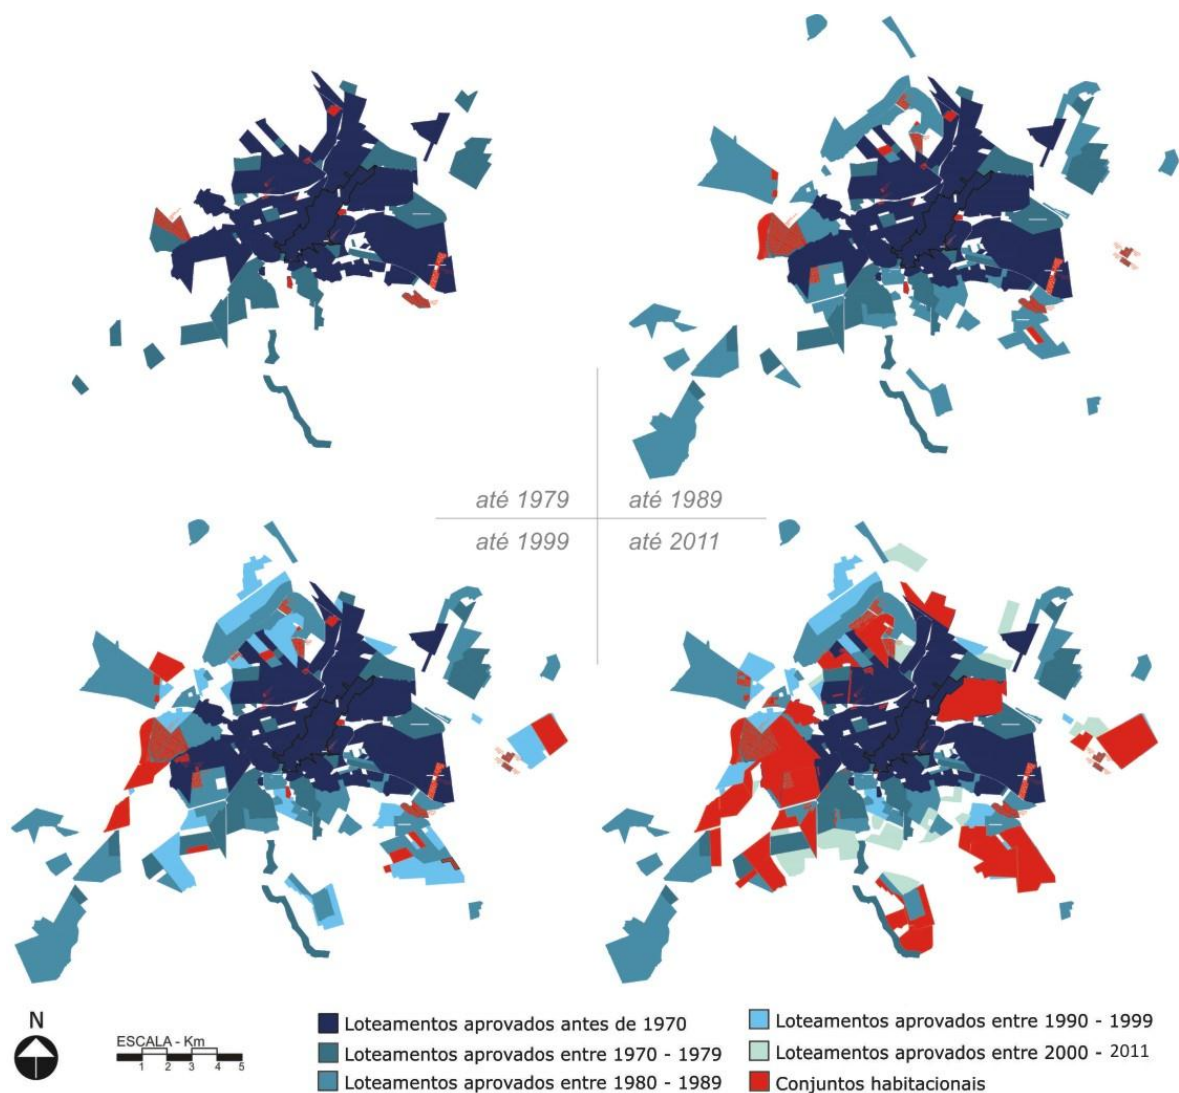 até 1979
até 1989
até 1999
até 2011
N
ESCALA - Km
1 2 3 4 5
Loteamentos aprovados antes de 1970
Loteamentos aprovados entre 1970 - 1979
Loteamentos aprovados entre 1980 - 1989
Loteamentos aprovados entre 1990 - 1999
Loteamentos aprovados entre 2000 - 2011
Conjuntos habitacionais